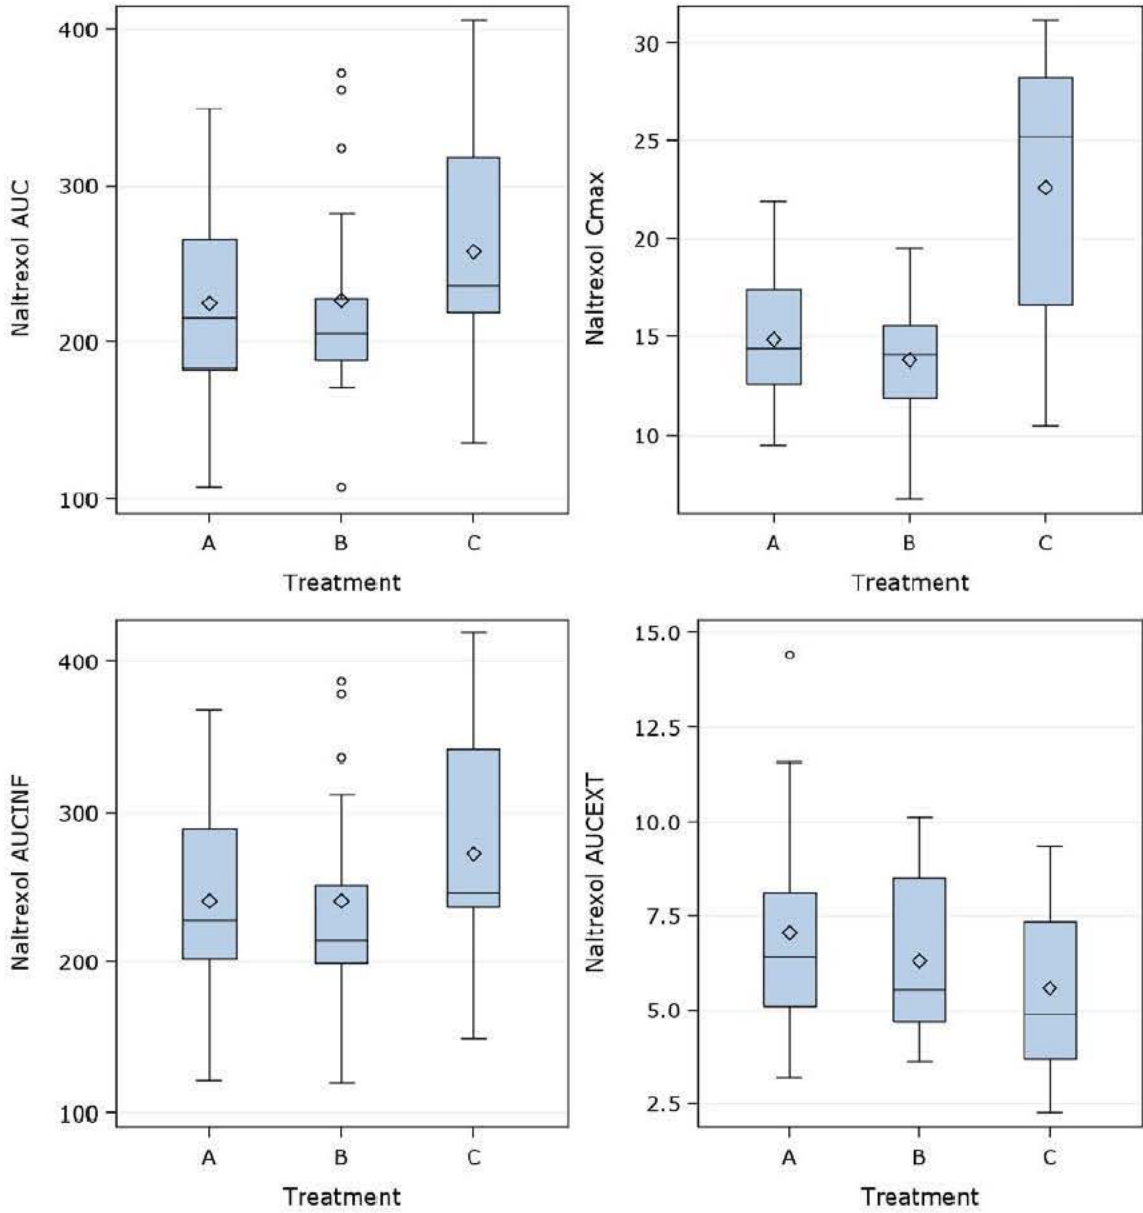 Naltrexol AUC
400
300
200
100
A B C
Treatment
Naltrexol Cmax
30
25
20
15
10
A B C
Treatment
Naltrexol AUCINF
400
300
200
100
A B C
Treatment
Naltrexol AUCEXT
15.0
12.5
10.0
7.5
5.0
2.5
A B C
Treatment